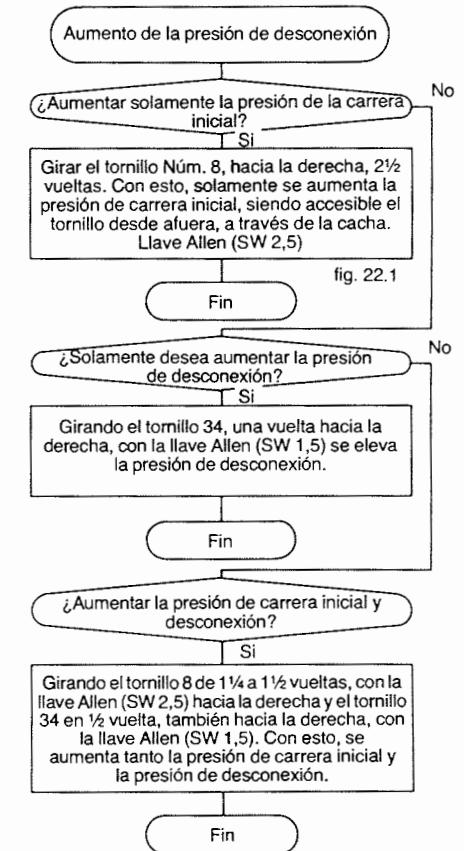 Aumento de la presión de desconexión
No
¿Aumentar solamente la presión de la carrera
inicial?
Si
Girar el tornillo Núm. 8, hacia la derecha, 2½
vueltas. Con esto, solamente se aumenta la
presión de carrera inicial, siendo accesible el
tornillo desde afuera, a través de la cacha.
Llave Allen (SW 2,5)
fig. 22.1
Fin
No
¿Solamente desea aumentar la presión
de desconexión?
Si
Girando el tornillo 34, una vuelta hacia la
derecha, con la llave Allen (SW 1,5) se eleva
la presión de desconexión.
Fin
¿Aumentar la presión de carrera inicial y
desconexión?
Si
Girando el tornillo 8 de 1¼ a 1½ vueltas, con la
llave Allen (SW 2,5) hacia la derecha y el tornillo
34 en ½ vuelta, también hacia la derecha, con
la llave Allen (SW 1,5). Con esto, se
aumenta tanto la presión de carrera inicial y
la presión de desconexión.
Fin